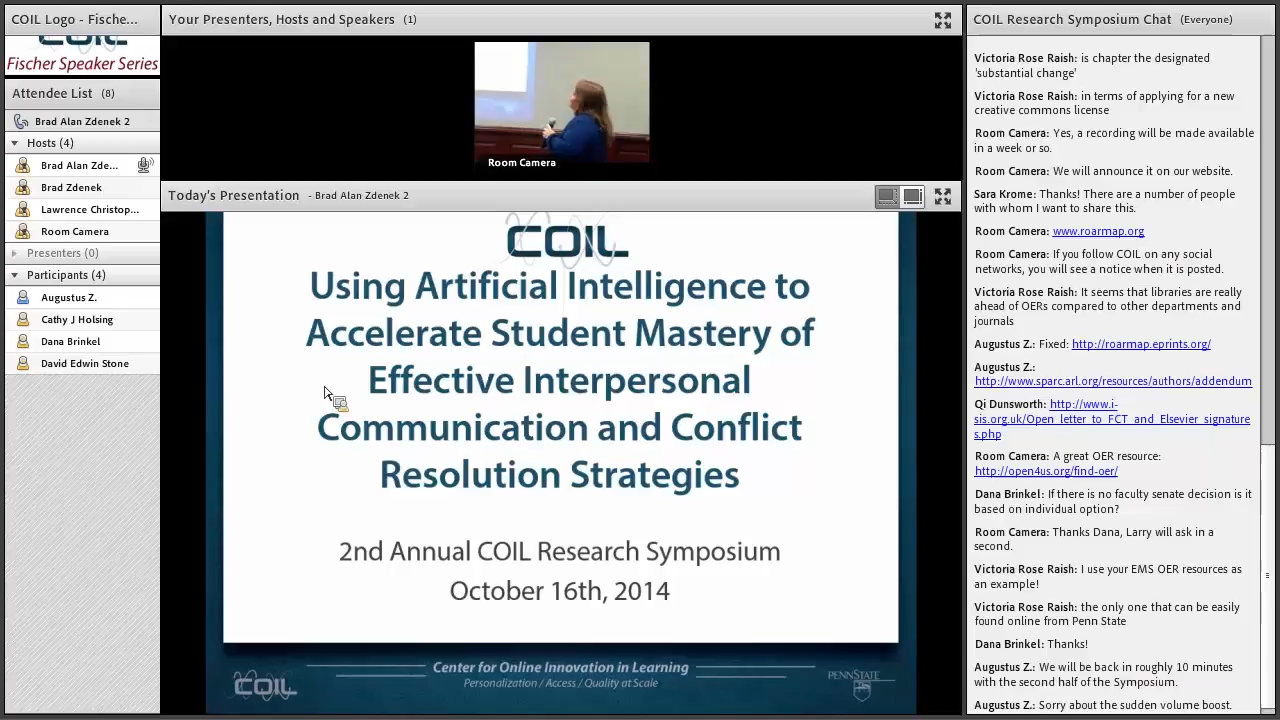 COIL Logo - Fische...
COIL
Fischer Speaker Series
Attendee List (8)
Brad Alan Zdenek 2
Hosts (4)
Brad Alan Zde...
Brad Zdenek
Lawrence Christop...
Room Camera
Presenters (0)
Participants (4)
Augustus Z.
Cathy J Holsing
Dana Brinkel
David Edwin Stone
Your Presenters, Hosts and Speakers (1)
Room Camera
Today's Presentation - Brad Alan Zdenek 2
COIL
Using Artificial Intelligence to
Accelerate Student Mastery of
Effective Interpersonal
Communication and Conflict
Resolution Strategies
2nd Annual COIL Research Symposium
October 16th, 2014
COIL
Center for Online Innovation in Learning
Personalization / Access / Quality at Scale
PENNSTATE
COIL Research Symposium Chat (Everyone)
Victoria Rose Raish: is chapter the designated
'substantial change'
Victoria Rose Raish: in terms of applying for a new
creative commons license
Room Camera: Yes, a recording will be made available
in a week or so.
Room Camera: We will announce it on our website.
Sara Krome: Thanks! There are a number of people
with whom I want to share this.
Room Camera: www.roarmap.org
Room Camera: If you follow COIL on any social
networks, you will see a notice when it is posted.
Victoria Rose Raish: It seems that libraries are really
ahead of OERs compared to other departments and
journals
Augustus Z.: Fixed: http://roarmap.eprints.org/
Augustus Z.:
http://www.sparc.arl.org/resources/authors/addendum
Qi Dunsworth: http://www.i-
sis.org.uk/Open_letter_to_FCT_and_Elsevier_signature
s.php
Room Camera: A great OER resource:
http://open4us.org/find-oer/
Dana Brinkel: If there is no faculty senate decision is it
based on individual option?
Room Camera: Thanks Dana, Larry will ask in a
second.
Victoria Rose Raish: I use your EMS OER resources as
an example!
Victoria Rose Raish: the only one that can be easily
found online from Penn State
Dana Brinkel: Thanks!
Augustus Z.: We will be back in roughly 10 minutes
with the second half of the Symposium.
Augustus Z.: Sorry about the sudden volume boost.